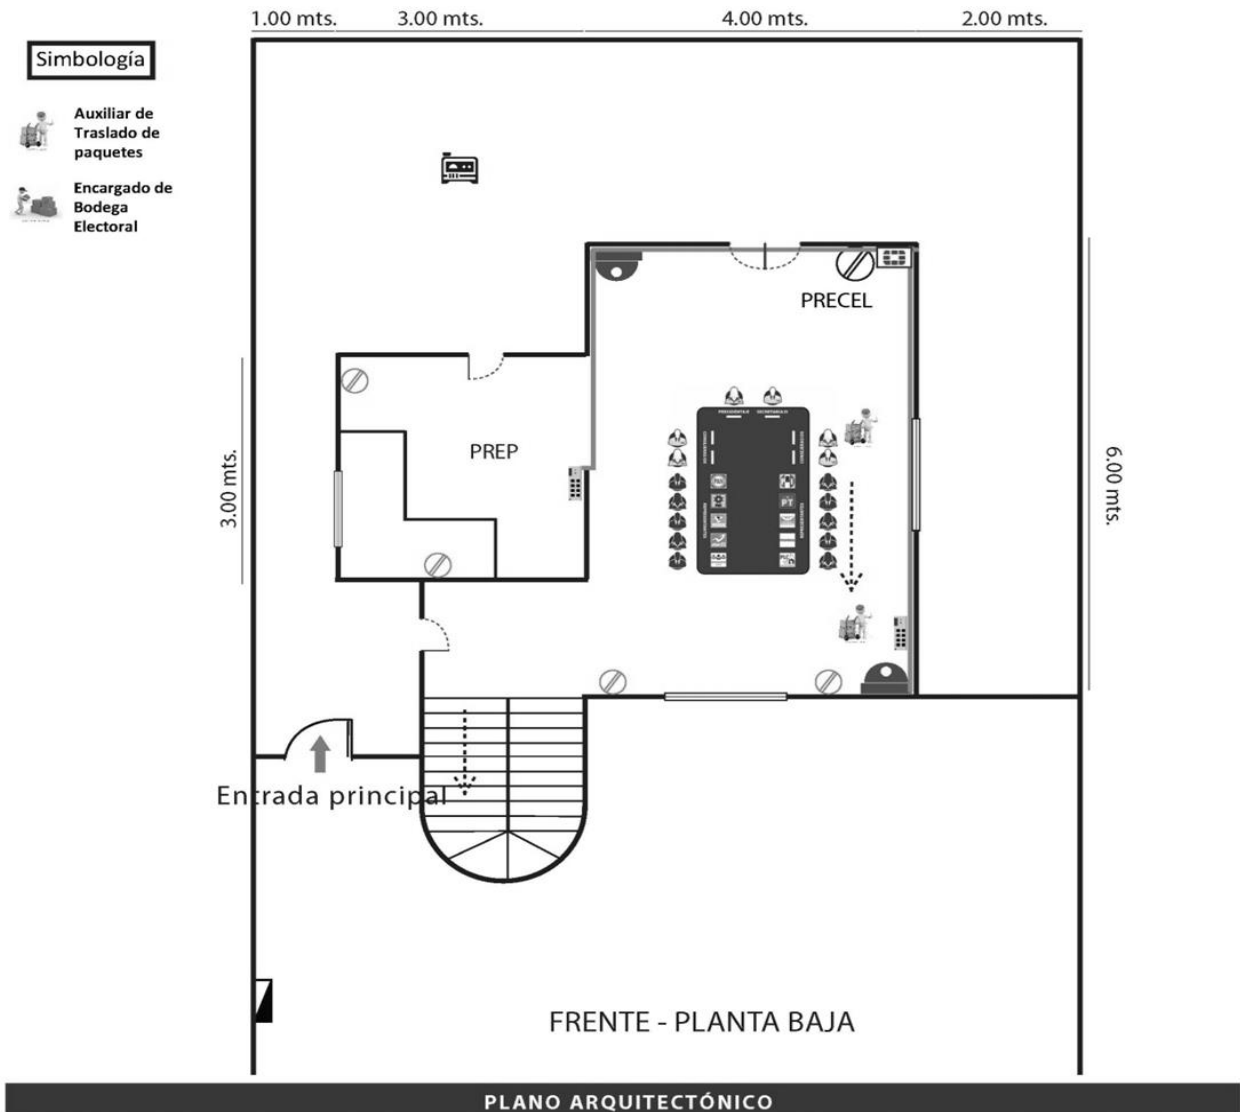 1.00 mts. 3.00 mts. 4.00 mts. 2.00 mts.
Simbología
Auxiliar de
Traslado de
paquetes
Encargado de
Bodega
Electoral
PRECEL
PREP
3.00 mts.
6.00 mts.
PT
Entrada principal
FRENTE - PLANTA BAJA
PLANO ARQUITECTÓNICO